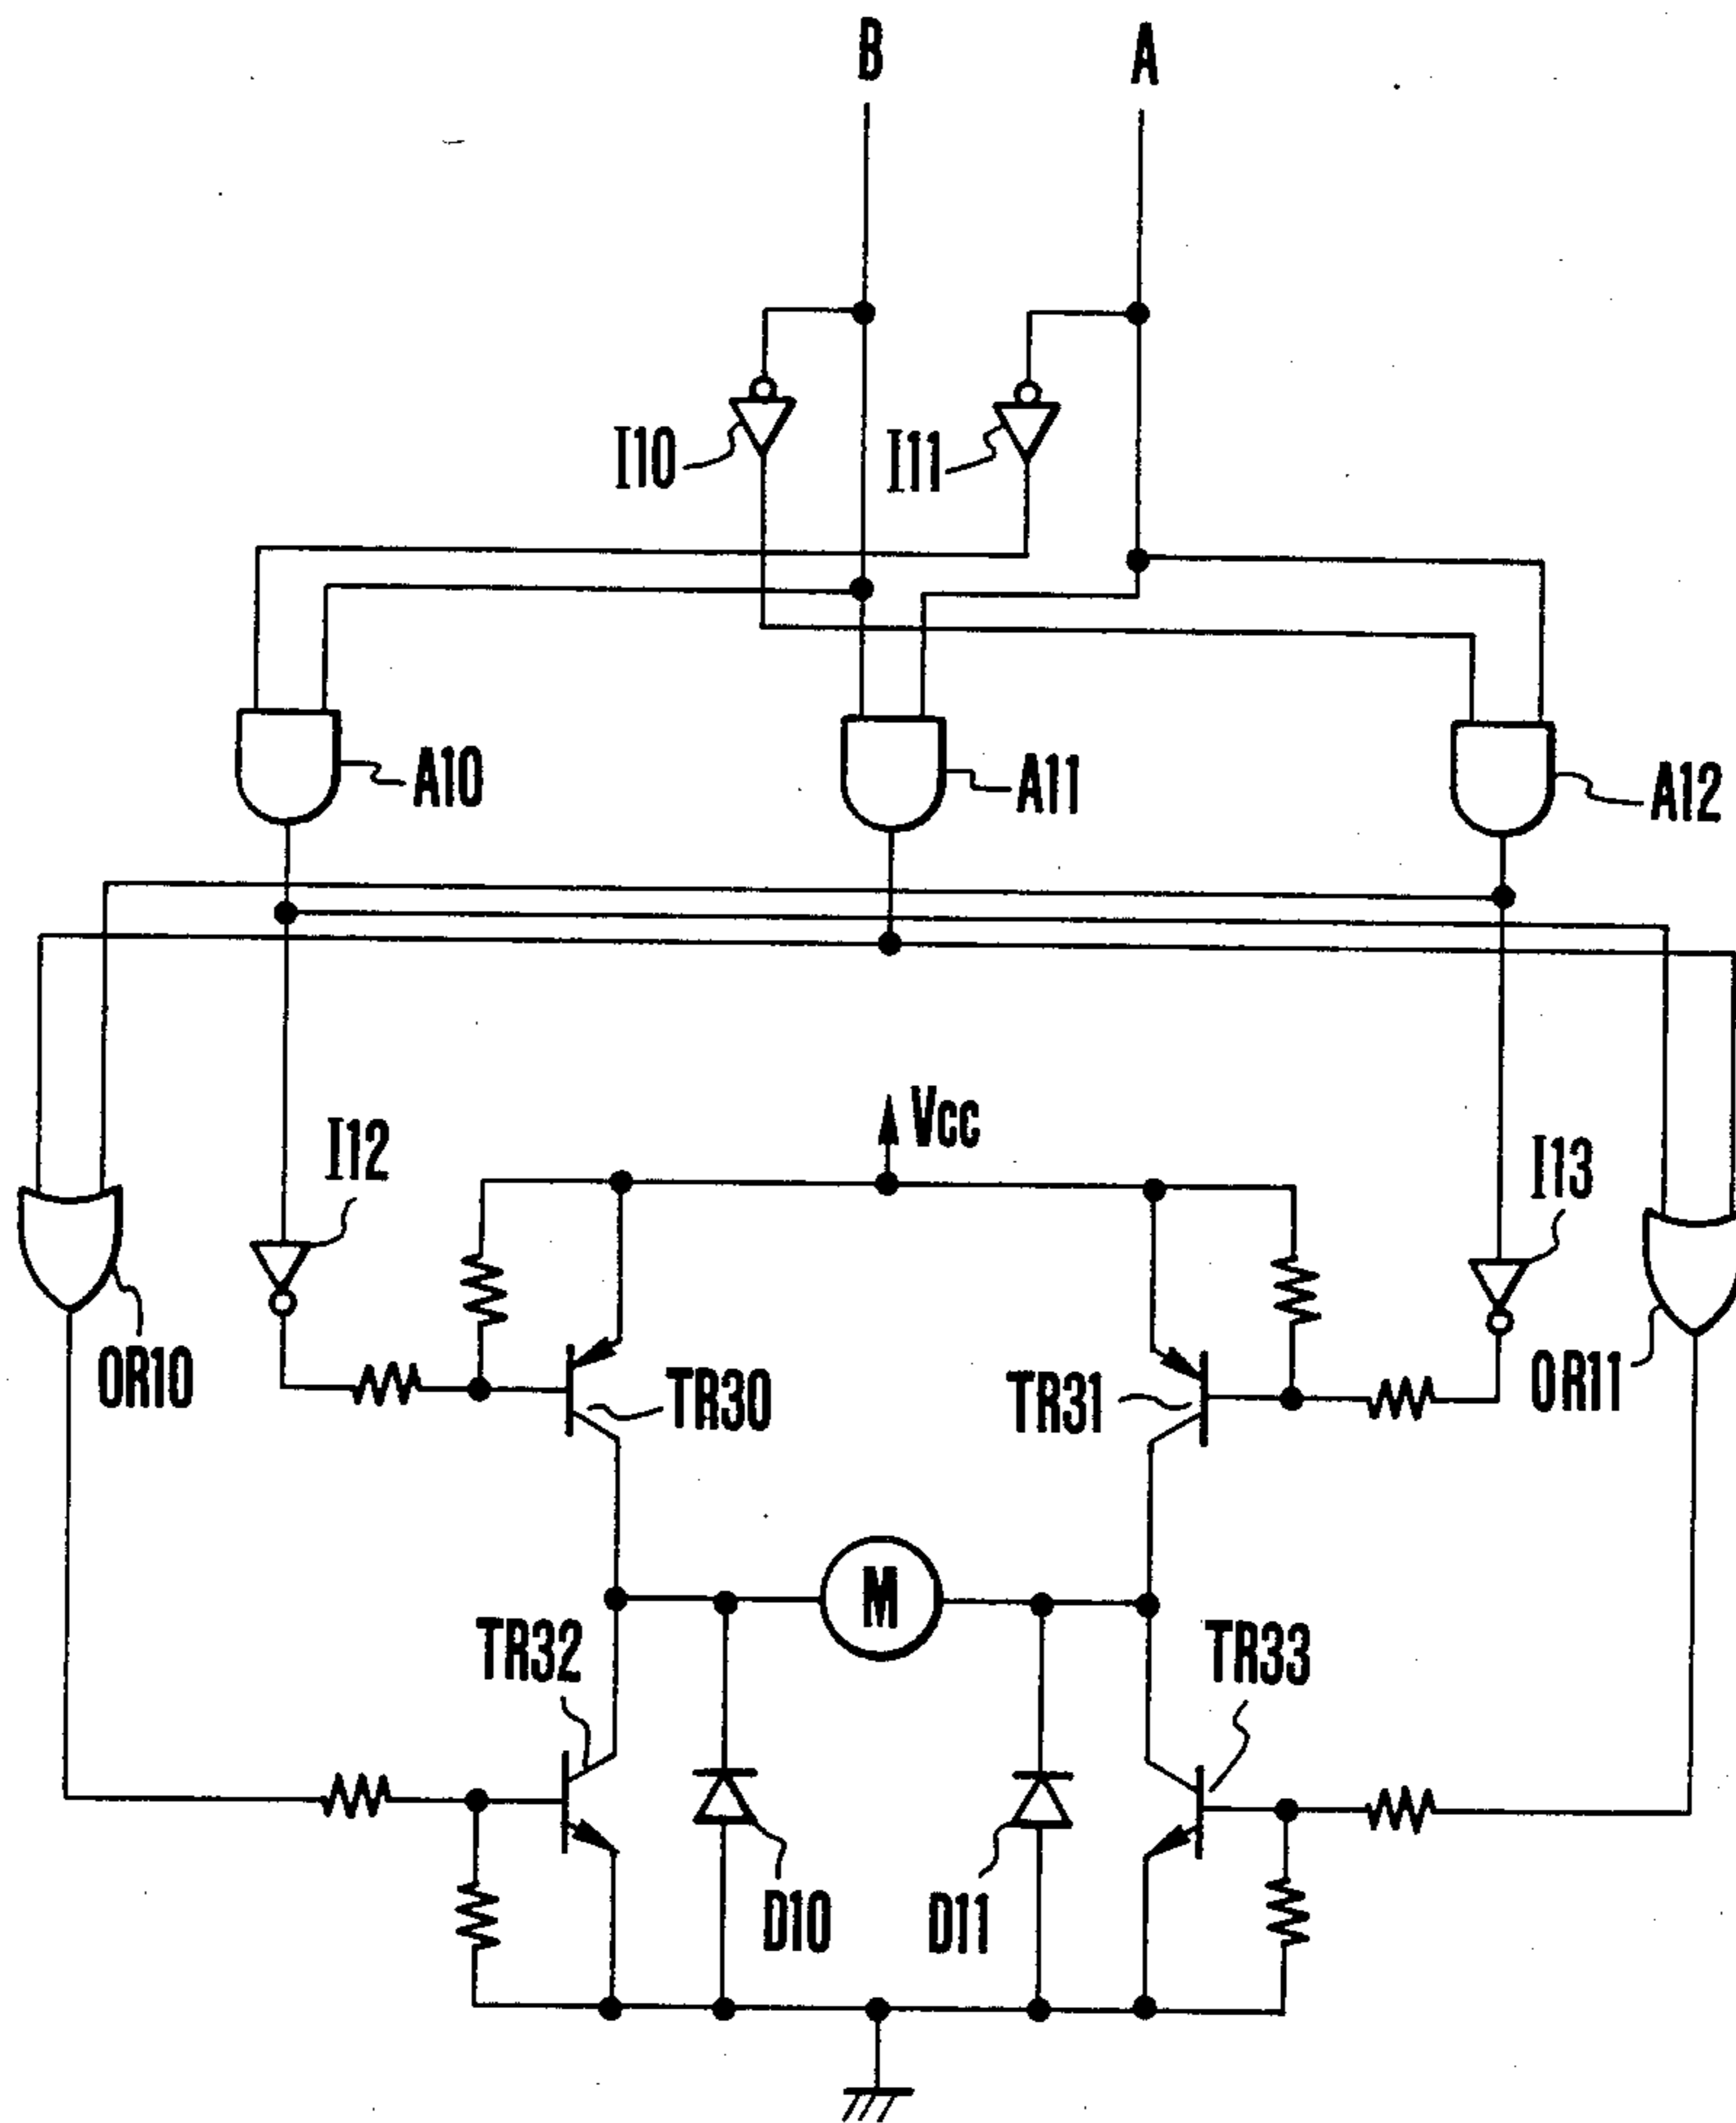 B A
I10 I11
A10 A11 A12
Vcc
I12 I13
OR10 TR30 TR31 OR11
M
TR32 TR33
D10 D11